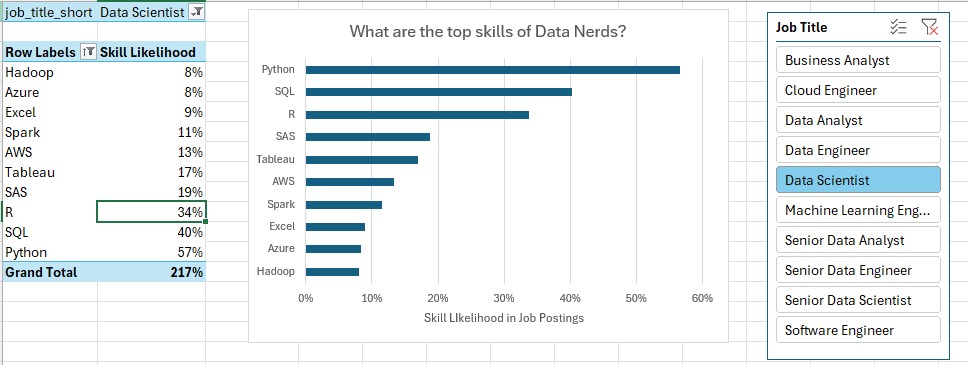 job_title_short Data Scientist
Row Labels Skill Likelihood
Hadoop 8%
Azure 8%
Excel 9%
Spark 11%
AWS 13%
Tableau 17%
SAS 19%
R 34%
SQL 40%
Python 57%
Grand Total 217%
What are the top skills of Data Nerds?
Python
SQL
R
SAS
Tableau
AWS
Spark
Excel
Azure
Hadoop
0% 10% 20% 30% 40% 50% 60%
Skill LIkelihood in Job Postings
Job Title
Business Analyst
Cloud Engineer
Data Analyst
Data Engineer
Data Scientist
Machine Learning Eng...
Senior Data Analyst
Senior Data Engineer
Senior Data Scientist
Software Engineer